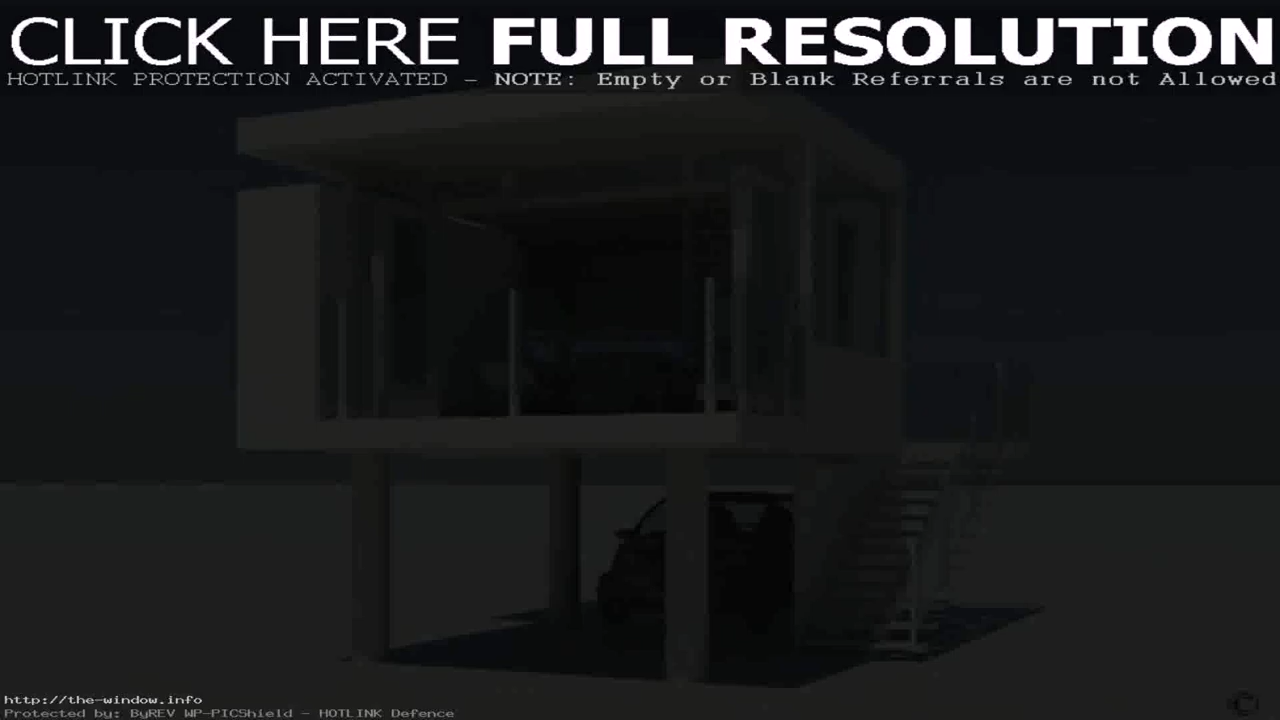 CLICK HERE FULL RESOLUTION
HOTLINK PROTECTION ACTIVATED – NOTE: Empty or Blank Referrals are not Allowed
http://the-window.info
Protected by: ByREV WP-PICShield – HOTLINK Defence